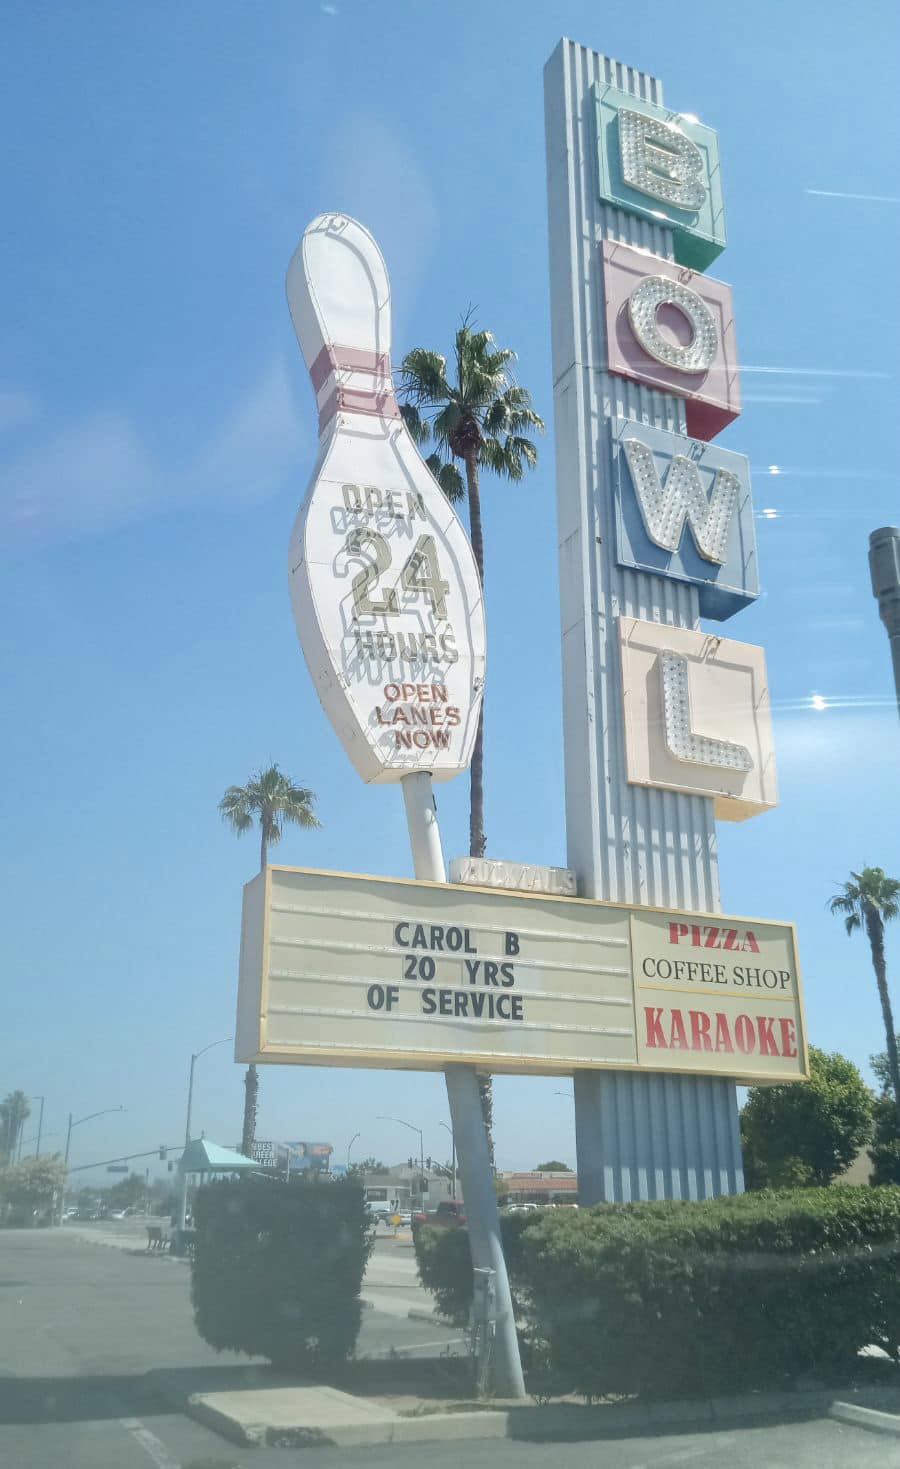 BOWL
OPEN
24
HOURS
OPEN
LANES
NOW
COCKTAILS
CAROL B
20 YRS
OF SERVICE
PIZZA
COFFEE SHOP
KARAOKE